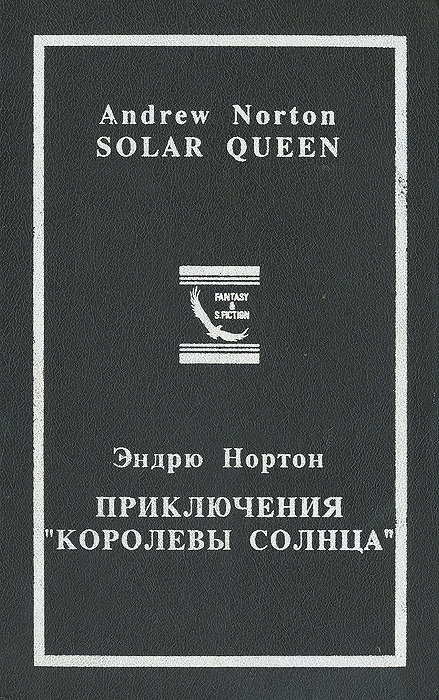 Andrew Norton
SOLAR QUEEN
FANTASY
&
S.FICTION
Эндрю Нортон
ПРИКЛЮЧЕНИЯ
"КОРОЛЕВЫ СОЛНЦА"